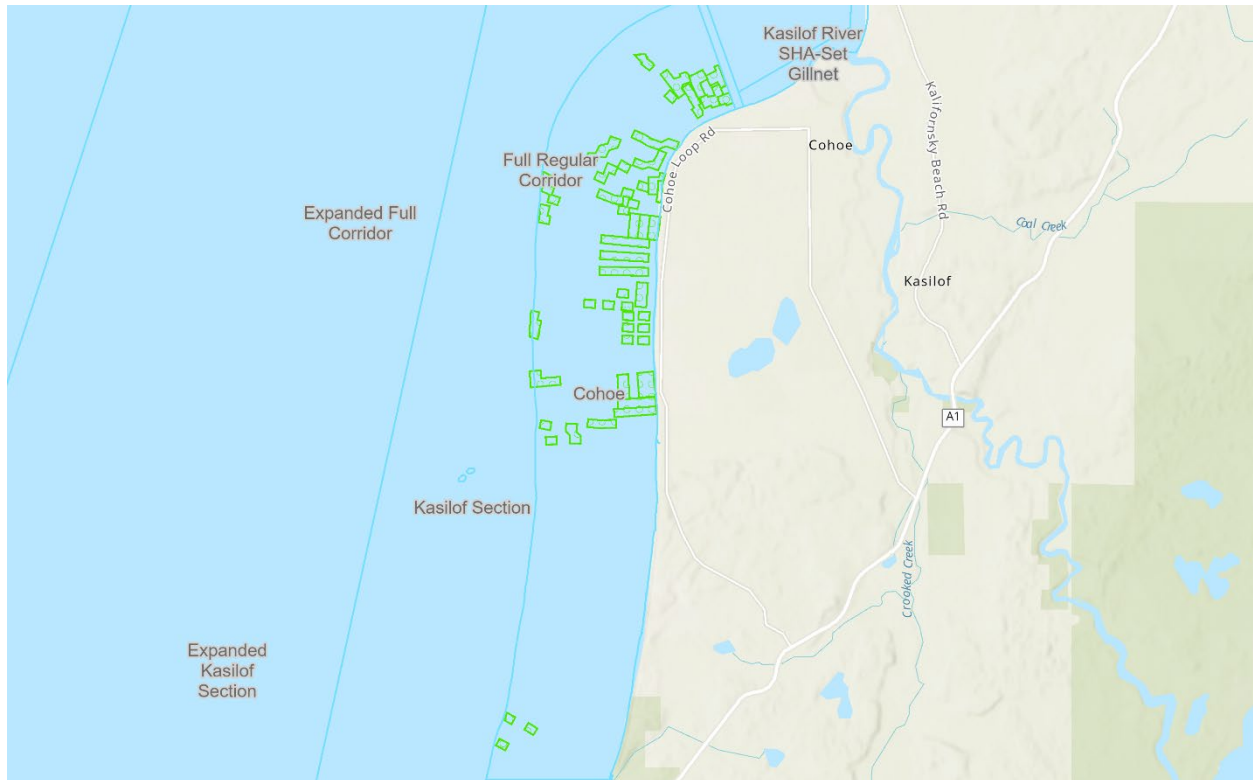 Kasilof River
SHA-Set
Gillnet
Kalifornsky Beach Rd
Cohoe Loop Rd
Cohoe
Full Regular
Corridor
Expanded Full
Corridor
Coal Creek
Kasilof
Cohoe
A1
Kasilof Section
Crooked Creek
Expanded
Kasilof
Section